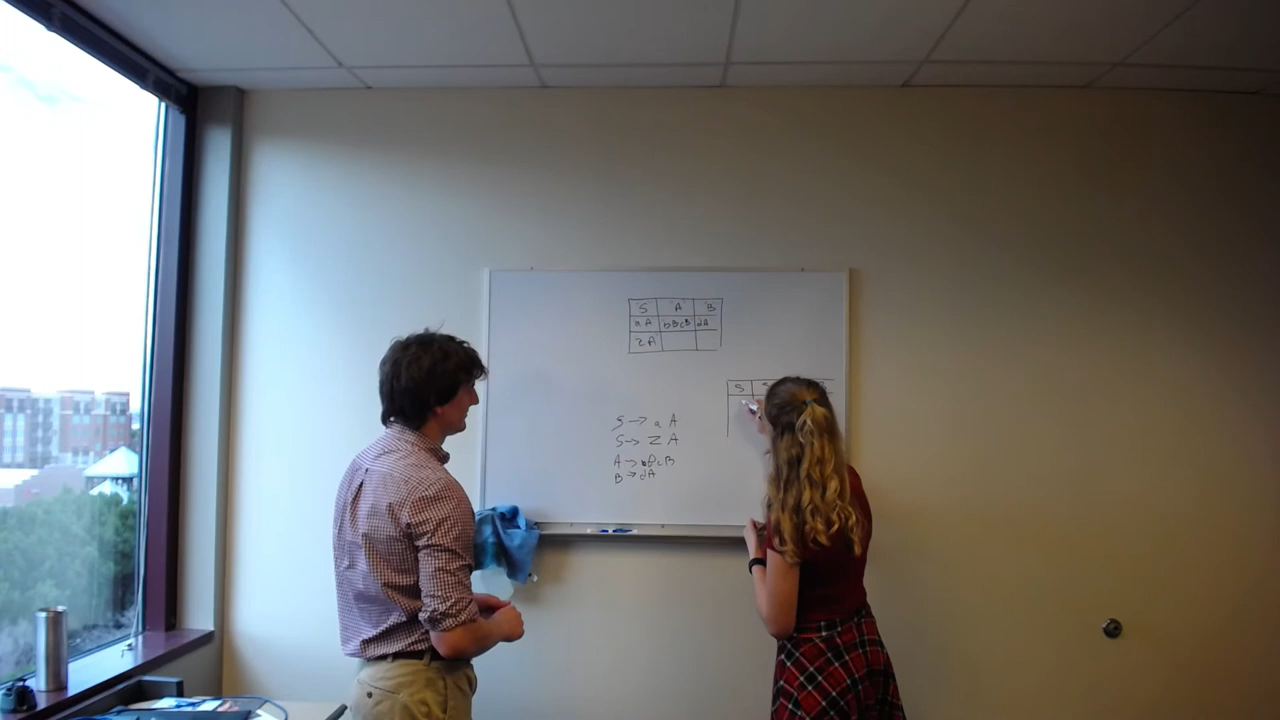 S A B
aA bBcB dA
zA
S
S → a A
S → Z A
A → bBcB
B → dA